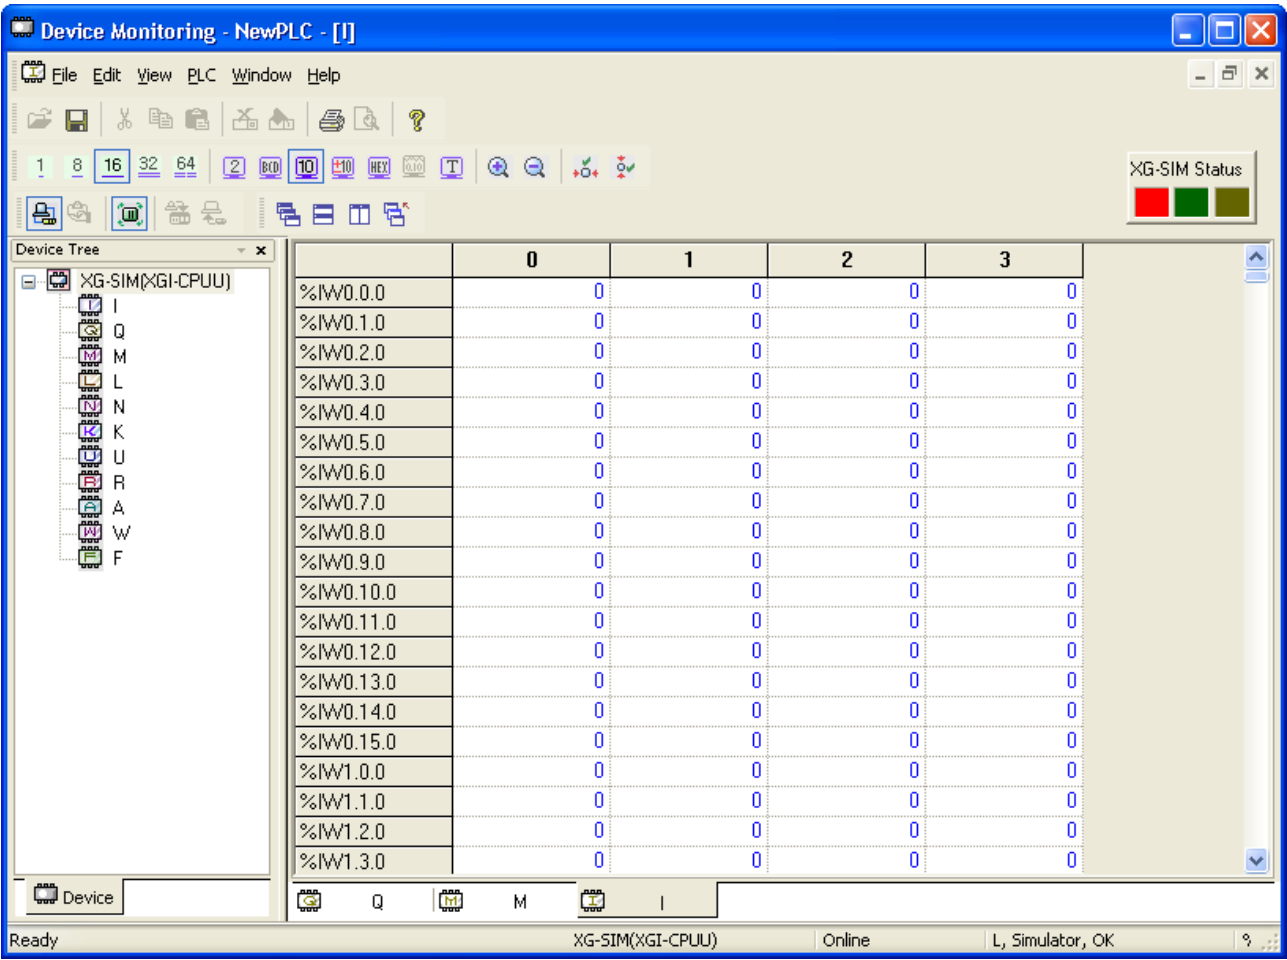 Device Monitoring - NewPLC - [I]
File Edit View PLC Window Help
1 8 16 32 64 2 BCD 10 ±10 HEX T
XG-SIM Status
Device Tree
XG-SIM(XGI-CPUU)
I
Q
M
L
N
K
U
R
A
W
F
Device
0 1 2 3
%IW0.0.0 0 0 0 0
%IW0.1.0 0 0 0 0
%IW0.2.0 0 0 0 0
%IW0.3.0 0 0 0 0
%IW0.4.0 0 0 0 0
%IW0.5.0 0 0 0 0
%IW0.6.0 0 0 0 0
%IW0.7.0 0 0 0 0
%IW0.8.0 0 0 0 0
%IW0.9.0 0 0 0 0
%IW0.10.0 0 0 0 0
%IW0.11.0 0 0 0 0
%IW0.12.0 0 0 0 0
%IW0.13.0 0 0 0 0
%IW0.14.0 0 0 0 0
%IW0.15.0 0 0 0 0
%IW1.0.0 0 0 0 0
%IW1.1.0 0 0 0 0
%IW1.2.0 0 0 0 0
%IW1.3.0 0 0 0 0
Q M I
Ready XG-SIM(XGI-CPUU) Online L, Simulator, OK